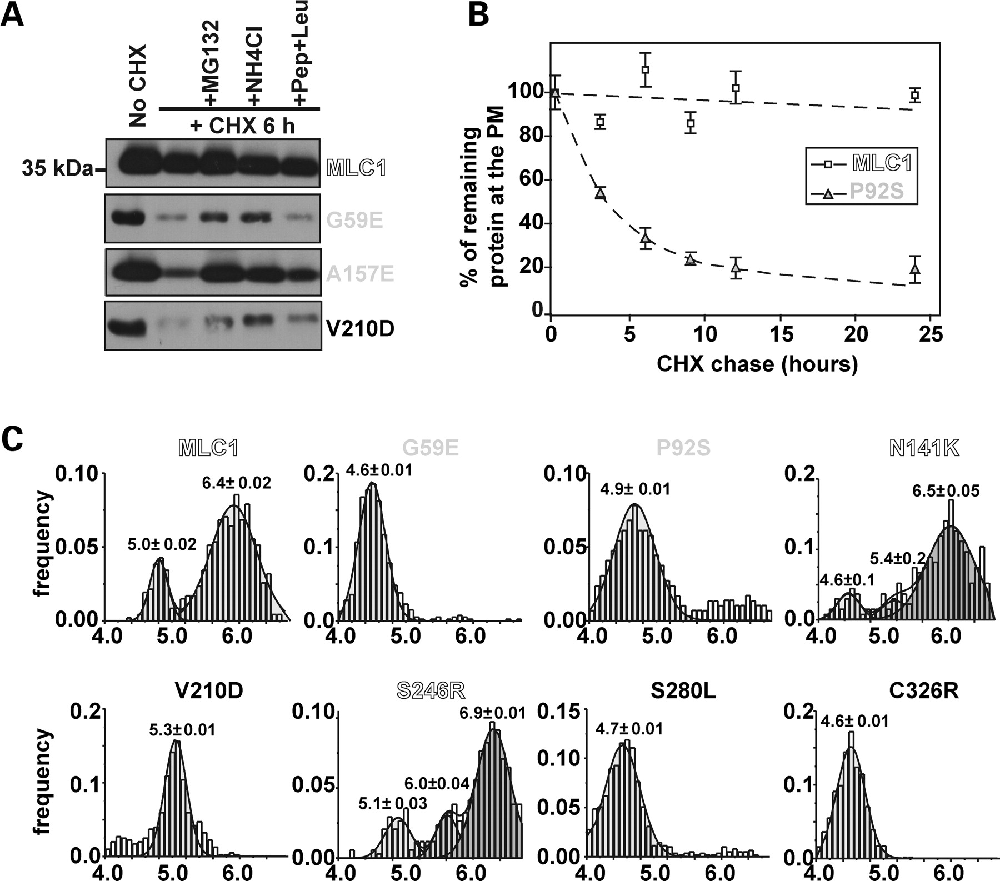 A
No CHX
+MG132
+NH4Cl
+Pep+Leu
+ CHX 6 h
35 kDa
MLC1
G59E
A157E
V210D
B
% of remaining
protein at the PM
100
80
60
40
20
0
MLC1
P92S
0 5 10 15 20 25
CHX chase (hours)
C
MLC1
frequency
0.10
0.05
0.00
5.0± 0.02
6.4± 0.02
4.0 5.0 6.0
G59E
0.2
0.1
0.0
4.6±0.01
4.0 5.0 6.0
P92S
0.10
0.05
0.00
4.9± 0.01
4.0 5.0 6.0
N141K
0.2
0.1
0.0
4.6±0.1
5.4±0.2
6.5±0.05
4.0 5.0 6.0
V210D
frequency
0.2
0.1
0.0
5.3±0.01
4.0 5.0 6.0
S246R
0.10
0.05
0.00
5.1±0.03
6.0±0.04
6.9±0.01
4.0 5.0 6.0
S280L
0.15
0.10
0.05
0.00
4.7±0.01
4.0 5.0 6.0
C326R
0.2
0.1
0.0
4.6±0.01
4.0 5.0 6.0